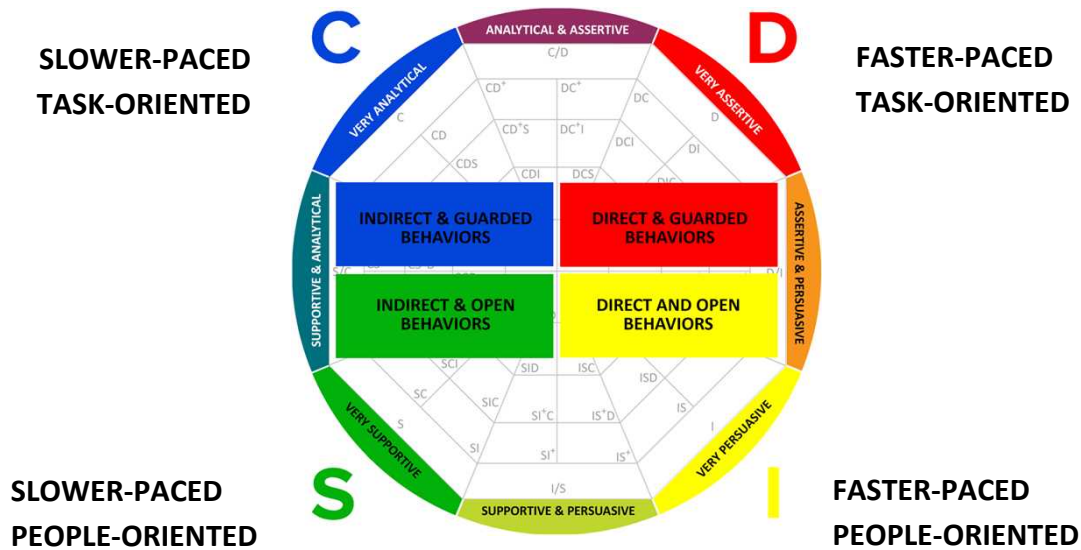 C
D
ANALYTICAL & ASSERTIVE
SLOWER-PACED
TASK-ORIENTED
FASTER-PACED
TASK-ORIENTED
VERY ANALYTICAL
VERY ASSERTIVE
C/D
CD+
DC+
C
CD
CDS
CD+S
DC+I
DC
D
DCI
DI
CDI
DCS
SUPPORTIVE & ANALYTICAL
INDIRECT & GUARDED
BEHAVIORS
DIRECT & GUARDED
BEHAVIORS
ASSERTIVE & PERSUASIVE
S/C
D/I
INDIRECT & OPEN
BEHAVIORS
DIRECT AND OPEN
BEHAVIORS
SCI
SID
ISC
ISD
SC
SIC
IS
S
SI+C
IS+D
I
SI
SI+
IS+
VERY SUPPORTIVE
VERY PERSUASIVE
I/S
SUPPORTIVE & PERSUASIVE
S
I
SLOWER-PACED
PEOPLE-ORIENTED
FASTER-PACED
PEOPLE-ORIENTED